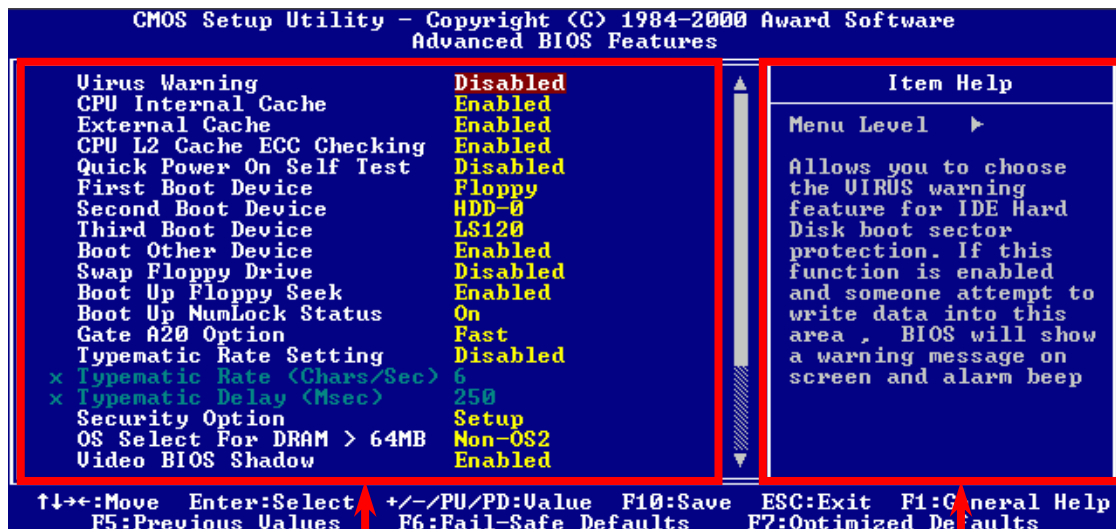 CMOS Setup Utility – Copyright (C) 1984–2000 Award Software
Advanced BIOS Features
Virus Warning Disabled
CPU Internal Cache Enabled
External Cache Enabled
CPU L2 Cache ECC Checking Enabled
Quick Power On Self Test Disabled
First Boot Device Floppy
Second Boot Device HDD-0
Third Boot Device LS120
Boot Other Device Enabled
Swap Floppy Drive Disabled
Boot Up Floppy Seek Enabled
Boot Up NumLock Status On
Gate A20 Option Fast
Typematic Rate Setting Disabled
x Typematic Rate (Chars/Sec) 6
x Typematic Delay (Msec) 250
Security Option Setup
OS Select For DRAM > 64MB Non-OS2
Video BIOS Shadow Enabled
Item Help
Menu Level ▶
Allows you to choose
the VIRUS warning
feature for IDE Hard
Disk boot sector
protection. If this
function is enabled
and someone attempt to
write data into this
area , BIOS will show
a warning message on
screen and alarm beep
↑↓→←:Move Enter:Select +/-/PU/PD:Value F10:Save ESC:Exit F1:General Help
F5:Previous Values F6:Fail-Safe Defaults F7:Optimized Defaults